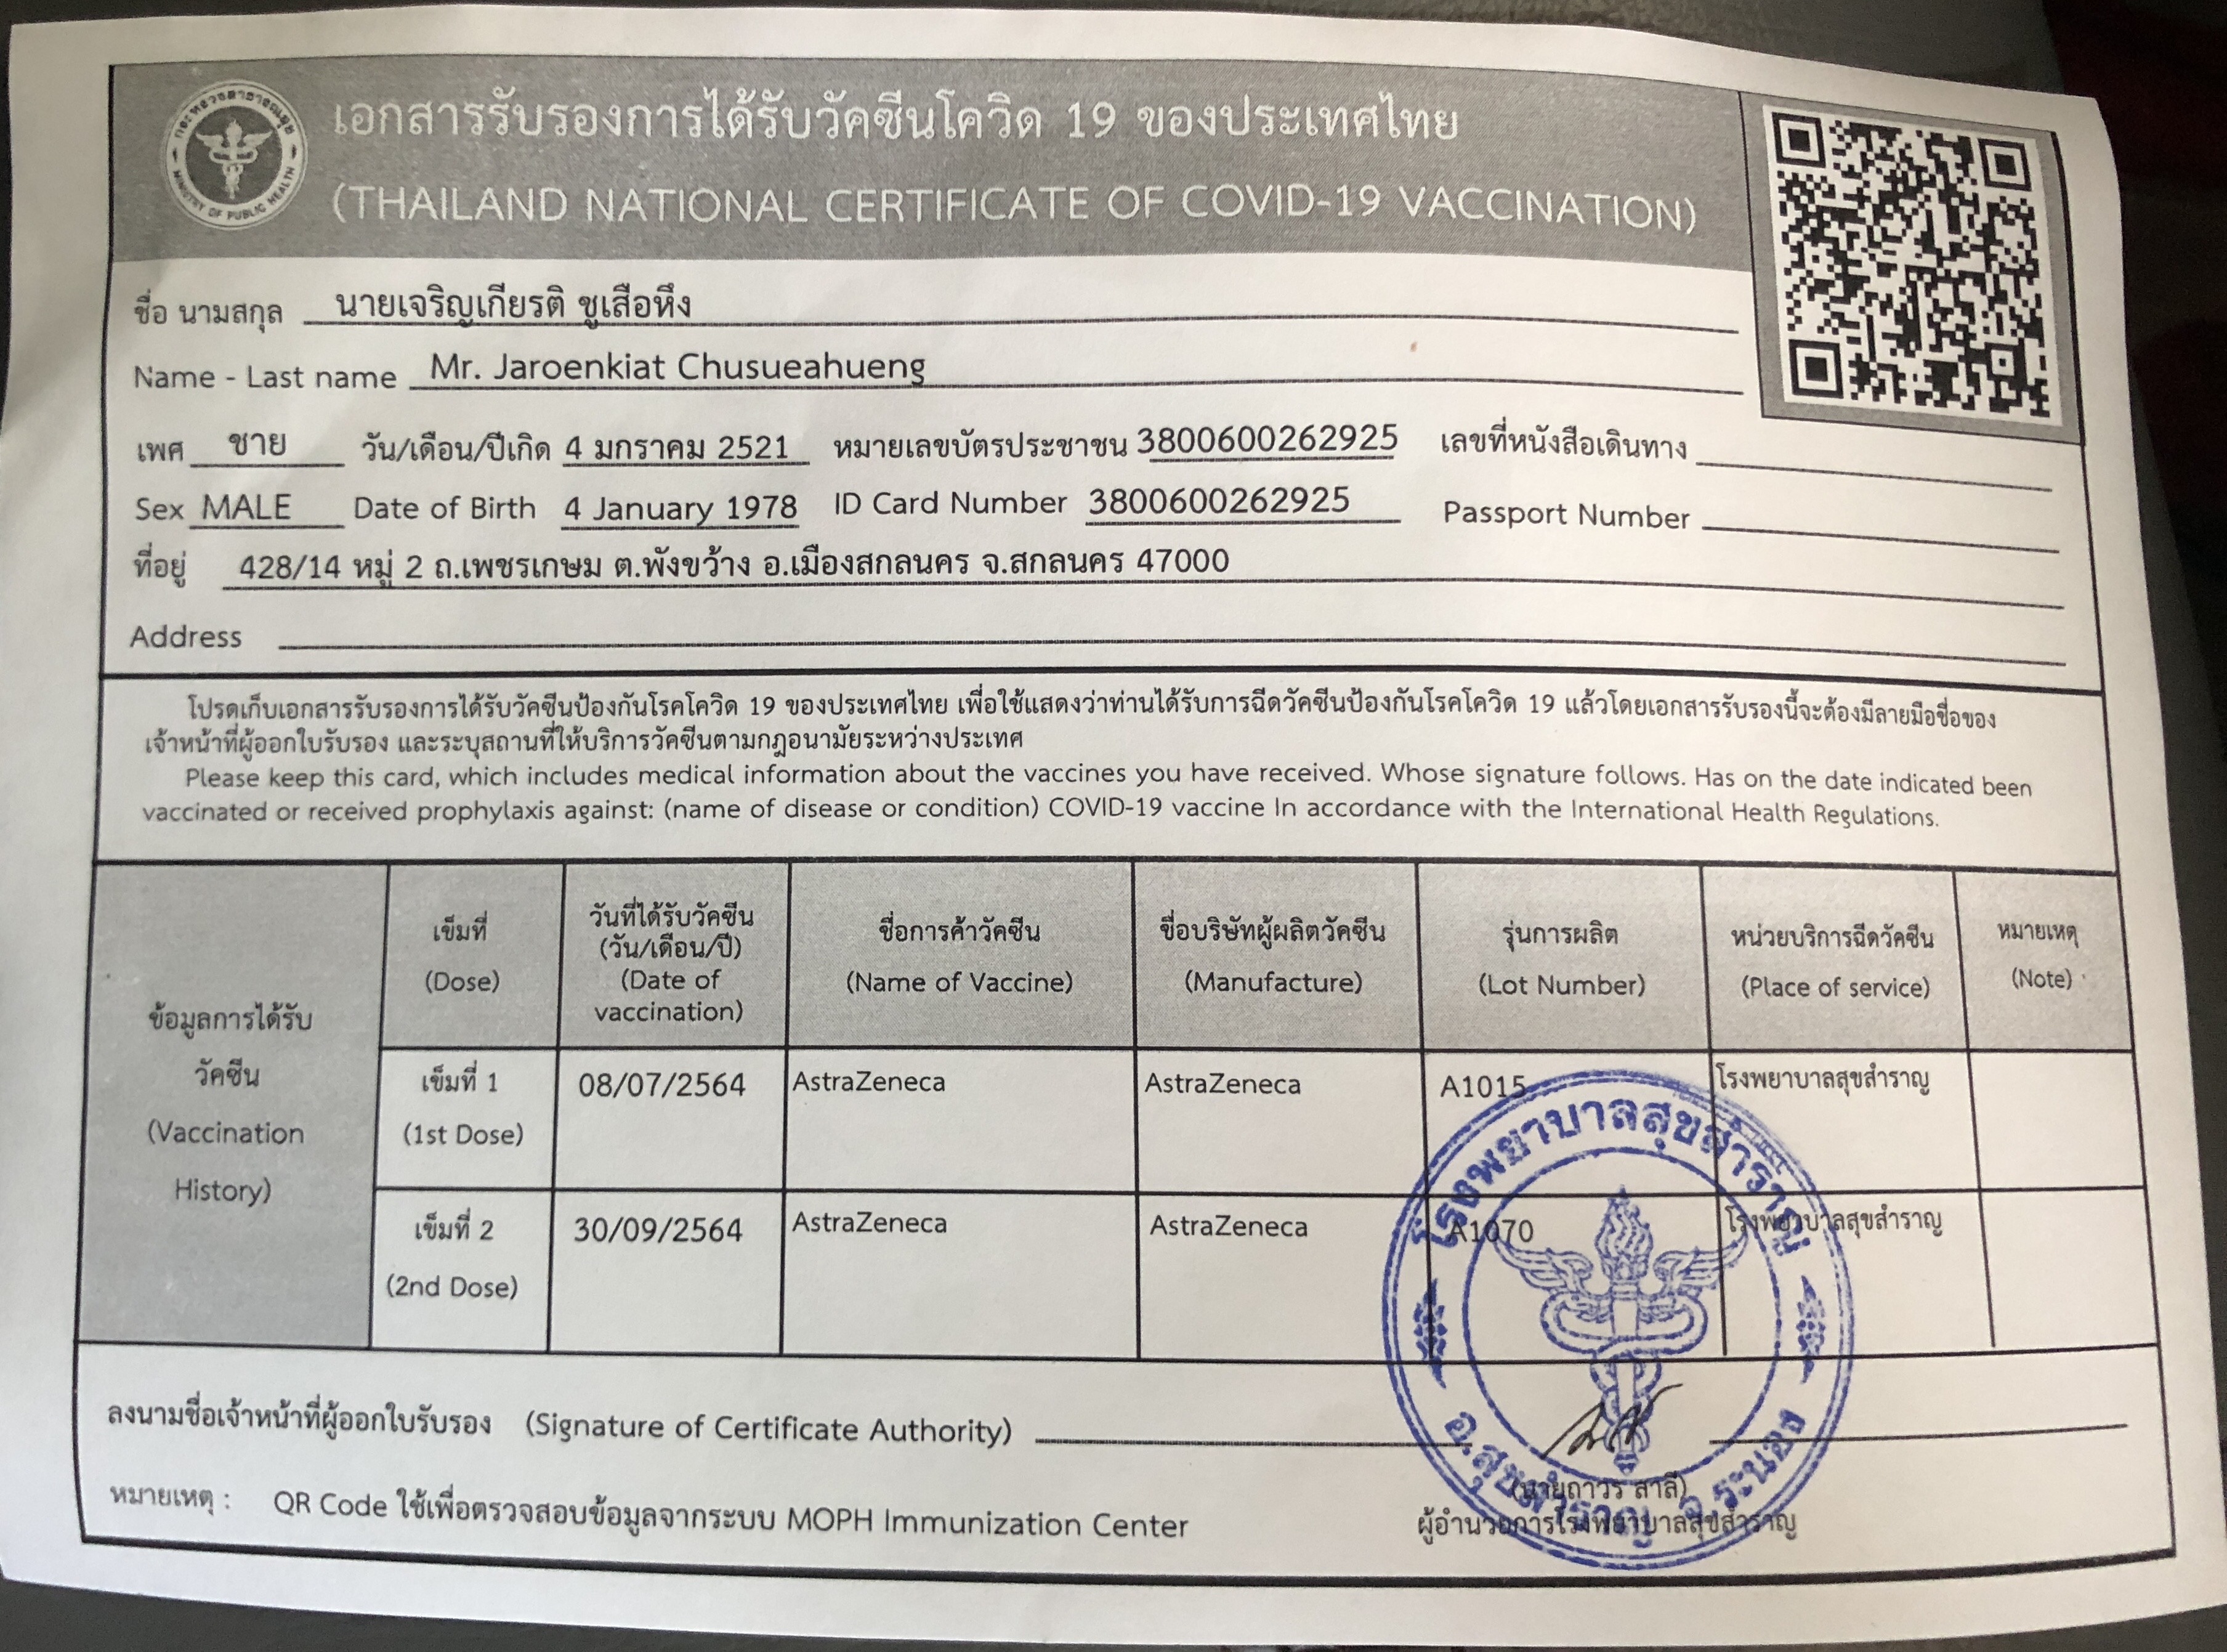 กระทรวงสาธารณสุข
MINISTRY OF PUBLIC HEALTH
เอกสารรับรองการได้รับวัคซีนโควิด 19 ของประเทศไทย
(THAILAND NATIONAL CERTIFICATE OF COVID-19 VACCINATION)
ชื่อ นามสกุล นายเจริญเกียรติ ชูเสือหึง
Name - Last name Mr. Jaroenkiat Chusueahueng
เพศ ชาย วัน/เดือน/ปีเกิด 4 มกราคม 2521 หมายเลขบัตรประชาชน 3800600262925 เลขที่หนังสือเดินทาง
Sex MALE Date of Birth 4 January 1978 ID Card Number 3800600262925 Passport Number
ที่อยู่ 428/14 หมู่ 2 ถ.เพชรเกษม ต.พังขว้าง อ.เมืองสกลนคร จ.สกลนคร 47000
Address
โปรดเก็บเอกสารรับรองการได้รับวัคซีนป้องกันโรคโควิด 19 ของประเทศไทย เพื่อใช้แสดงว่าท่านได้รับการฉีดวัคซีนป้องกันโรคโควิด 19 แล้วโดยเอกสารรับรองนี้จะต้องมีลายมือชื่อของ
เจ้าหน้าที่ผู้ออกใบรับรอง และระบุสถานที่ให้บริการวัคซีนตามกฎอนามัยระหว่างประเทศ
Please keep this card, which includes medical information about the vaccines you have received. Whose signature follows. Has on the date indicated been
vaccinated or received prophylaxis against: (name of disease or condition) COVID-19 vaccine In accordance with the International Health Regulations.
ข้อมูลการได้รับ
วัคซีน
(Vaccination
History)
เข็มที่
(Dose)
วันที่ได้รับวัคซีน
(วัน/เดือน/ปี)
(Date of
vaccination)
ชื่อการค้าวัคซีน
(Name of Vaccine)
ชื่อบริษัทผู้ผลิตวัคซีน
(Manufacture)
รุ่นการผลิต
(Lot Number)
หน่วยบริการฉีดวัคซีน
(Place of service)
หมายเหตุ
(Note)
เข็มที่ 1
(1st Dose)
08/07/2564 AstraZeneca AstraZeneca A1015 โรงพยาบาลสุขสำราญ
เข็มที่ 2
(2nd Dose)
30/09/2564 AstraZeneca AstraZeneca A1070 โรงพยาบาลสุขสำราญ
โรงพยาบาลสุขสำราญ
อ.สุขสำราญ จ.ระนอง
ลงนามชื่อเจ้าหน้าที่ผู้ออกใบรับรอง (Signature of Certificate Authority)
(นายถาวร สาลี)
ผู้อำนวยการโรงพยาบาลสุขสำราญ
หมายเหตุ : QR Code ใช้เพื่อตรวจสอบข้อมูลจากระบบ MOPH Immunization Center